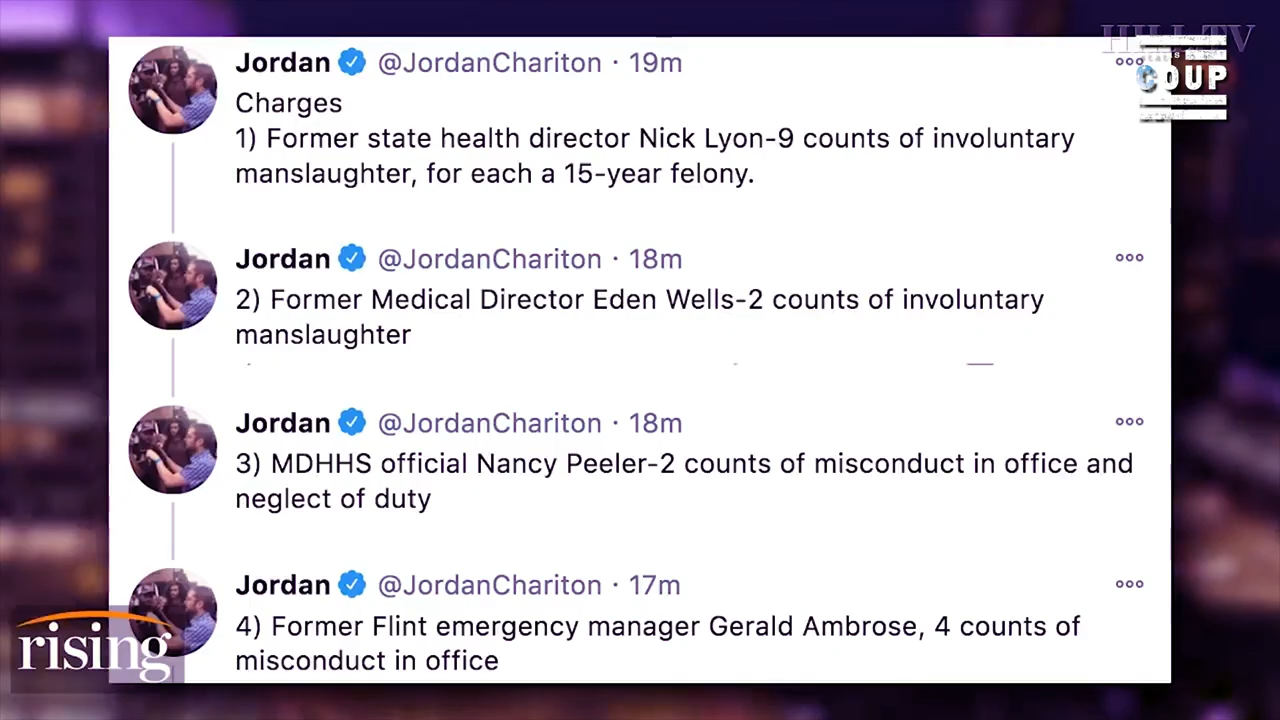 HILL.TV
STATUS
COUP
Jordan @JordanChariton · 19m
Charges
1) Former state health director Nick Lyon-9 counts of involuntary
manslaughter, for each a 15-year felony.
Jordan @JordanChariton · 18m
2) Former Medical Director Eden Wells-2 counts of involuntary
manslaughter
Jordan @JordanChariton · 18m
3) MDHHS official Nancy Peeler-2 counts of misconduct in office and
neglect of duty
Jordan @JordanChariton · 17m
4) Former Flint emergency manager Gerald Ambrose, 4 counts of
misconduct in office
rising